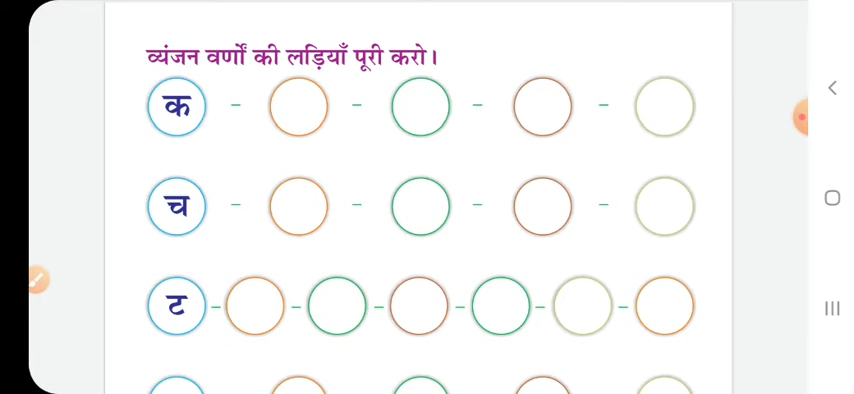 व्यंजन वर्णों की लड़ियाँ पूरी करो।
क - - - -
च - - - -
ट - - - - - -